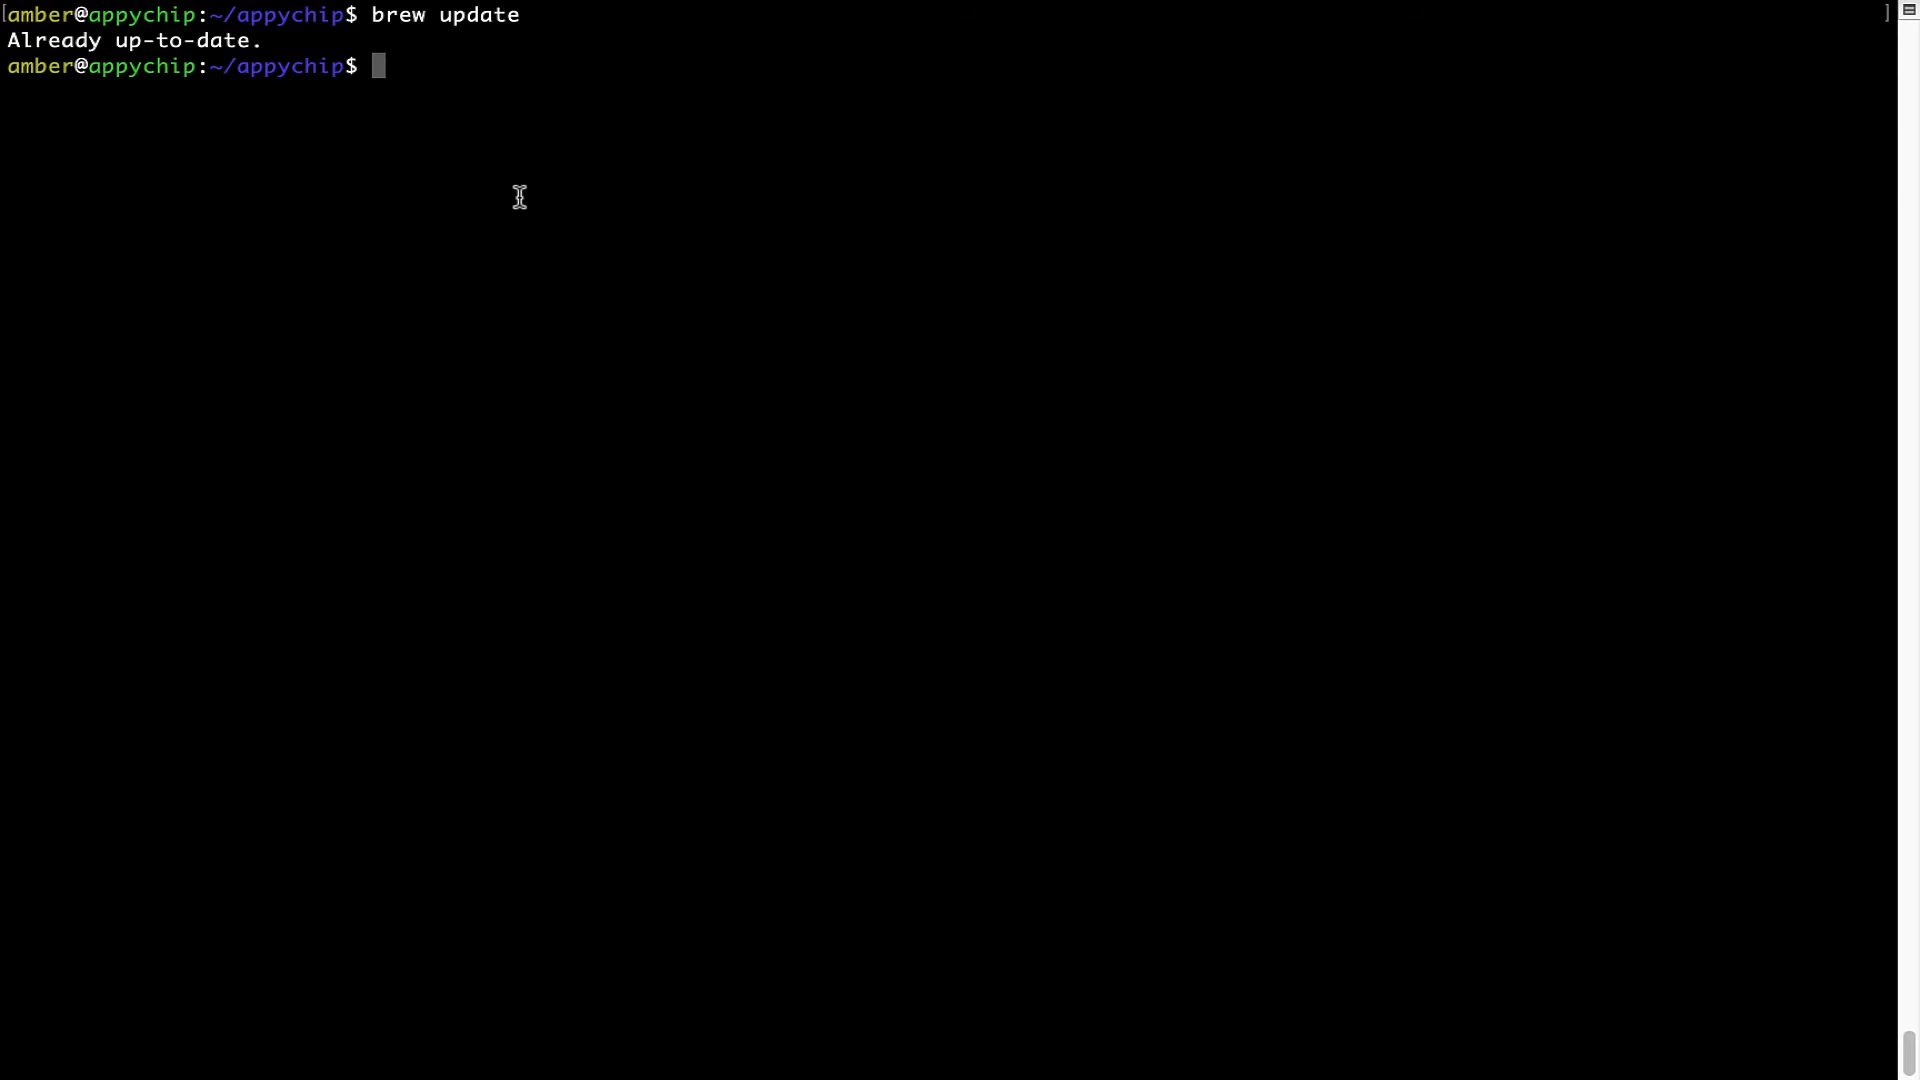 [amber@appychip:~/appychip$ brew update ]
Already up-to-date.
amber@appychip:~/appychip$